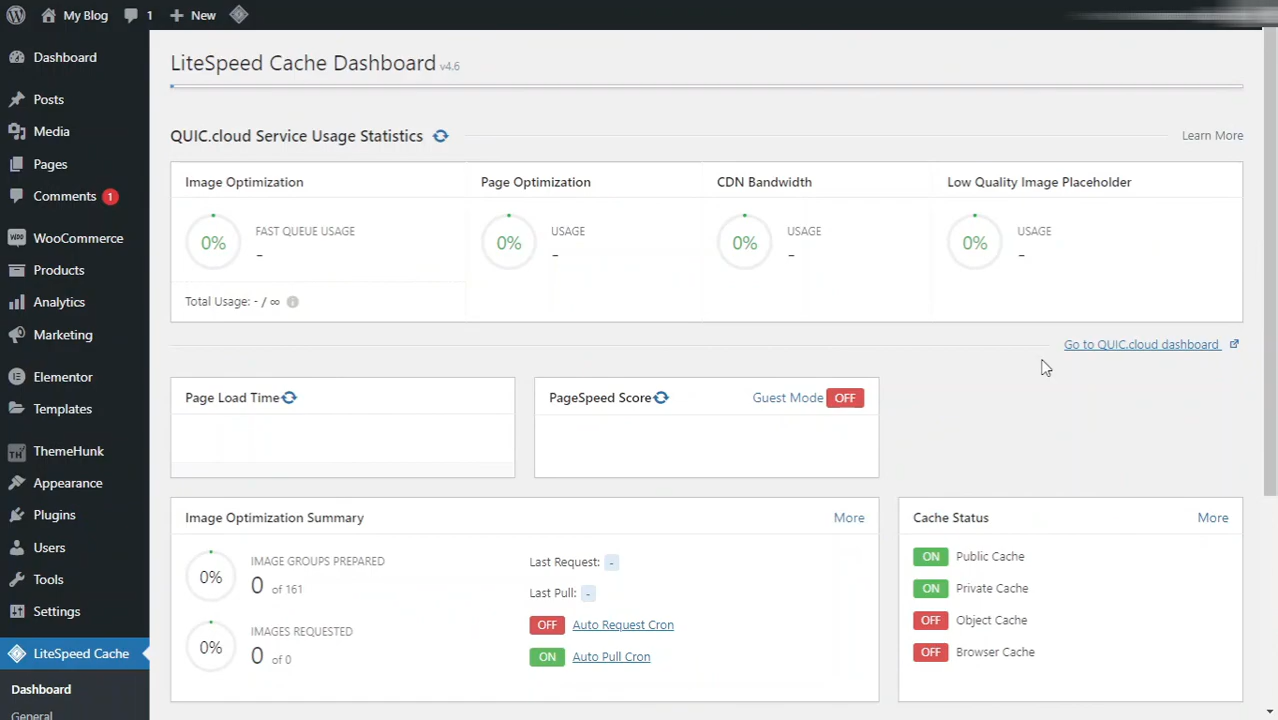 My Blog 1 New
Dashboard
Posts
Media
Pages
Comments 1
WooCommerce
Products
Analytics
Marketing
Elementor
Templates
ThemeHunk
Appearance
Plugins
Users
Tools
Settings
LiteSpeed Cache
Dashboard
General
LiteSpeed Cache Dashboard v4.6
QUIC.cloud Service Usage Statistics
Learn More
Image Optimization
0%
FAST QUEUE USAGE
-
Total Usage: - / ∞
Page Optimization
0%
USAGE
-
CDN Bandwidth
0%
USAGE
-
Low Quality Image Placeholder
0%
USAGE
-
Go to QUIC.cloud dashboard
Page Load Time
PageSpeed Score
Guest Mode OFF
Image Optimization Summary
More
0%
IMAGE GROUPS PREPARED
0 of 161
0%
IMAGES REQUESTED
0 of 0
Last Request: -
Last Pull: -
OFF Auto Request Cron
ON Auto Pull Cron
Cache Status
More
ON Public Cache
ON Private Cache
OFF Object Cache
OFF Browser Cache